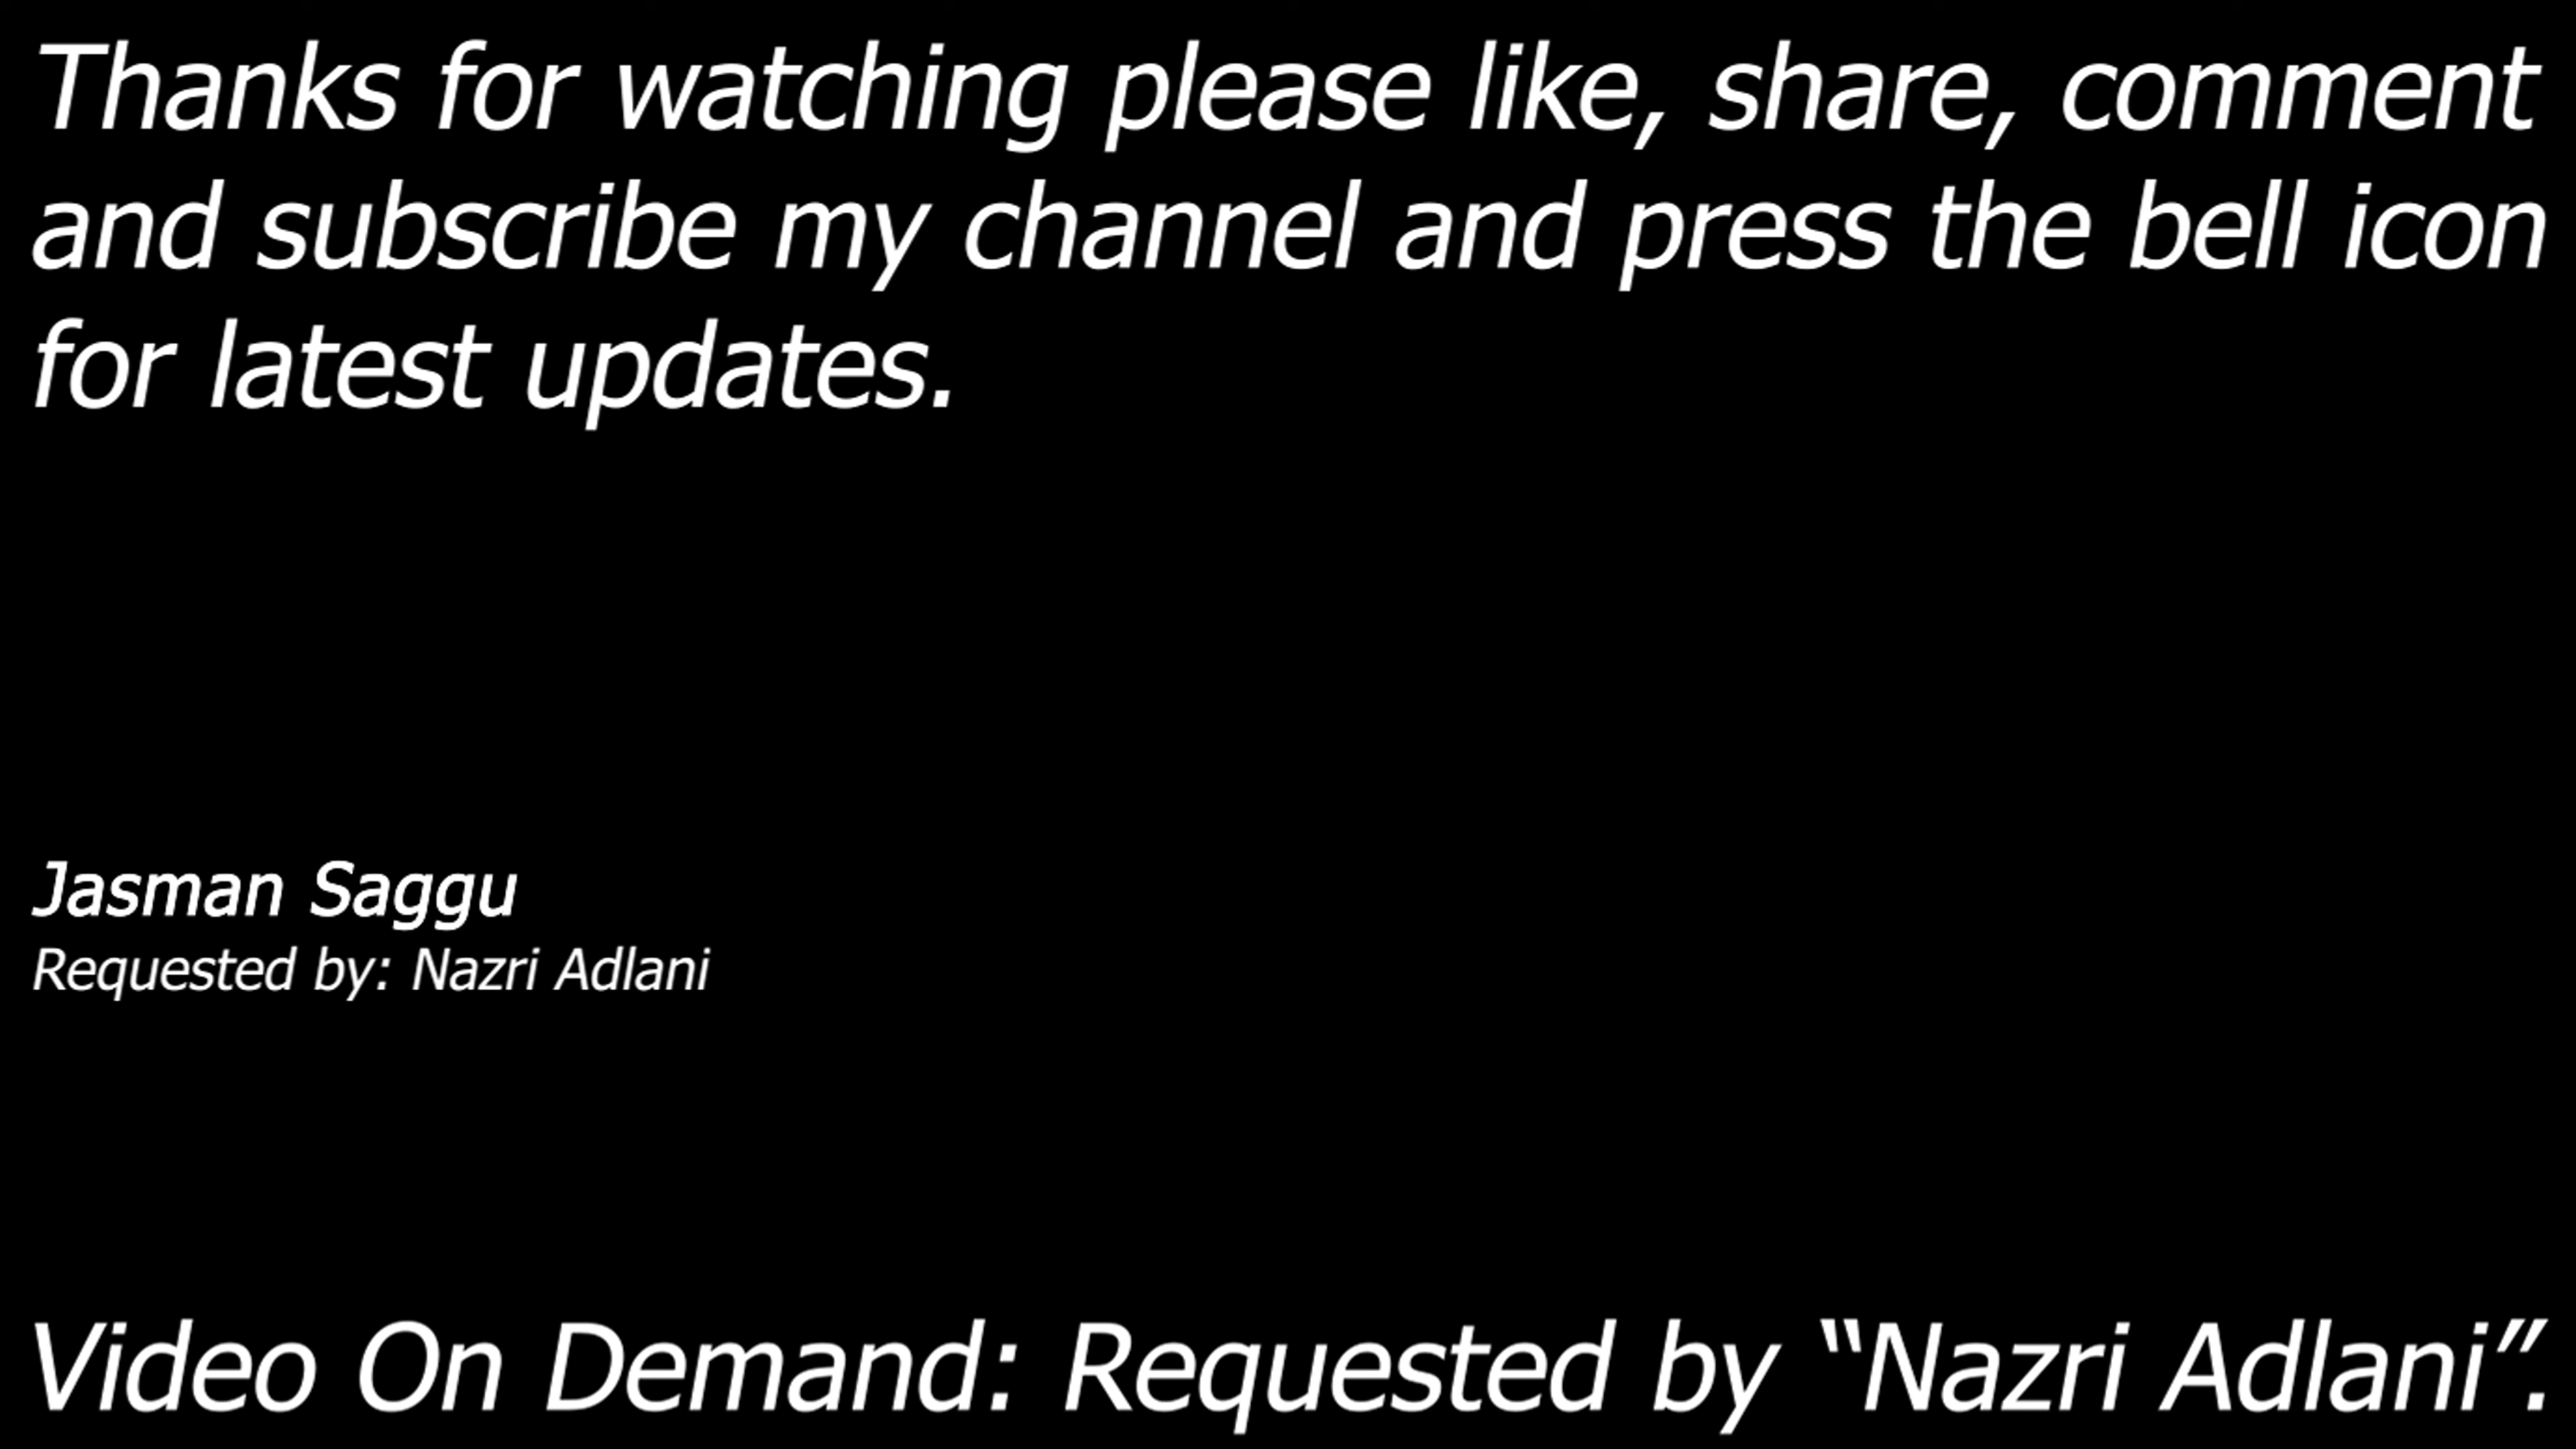 Thanks for watching please like, share, comment
and subscribe my channel and press the bell icon
for latest updates.
Jasman Saggu
Requested by: Nazri Adlani
Video On Demand: Requested by “Nazri Adlani”.